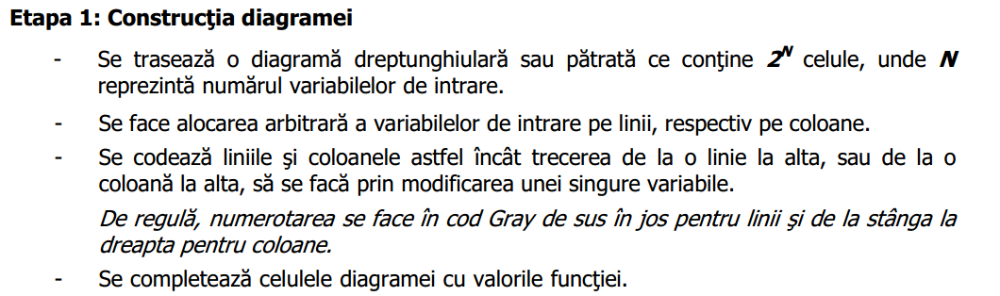 Etapa 1: Construcţia diagramei
- Se trasează o diagramă dreptunghiulară sau pătrată ce conţine 2^N celule, unde N
reprezintă numărul variabilelor de intrare.
- Se face alocarea arbitrară a variabilelor de intrare pe linii, respectiv pe coloane.
- Se codează liniile şi coloanele astfel încât trecerea de la o linie la alta, sau de la o
coloană la alta, să se facă prin modificarea unei singure variabile.
De regulă, numerotarea se face în cod Gray de sus în jos pentru linii şi de la stânga la
dreapta pentru coloane.
- Se completează celulele diagramei cu valorile funcţiei.